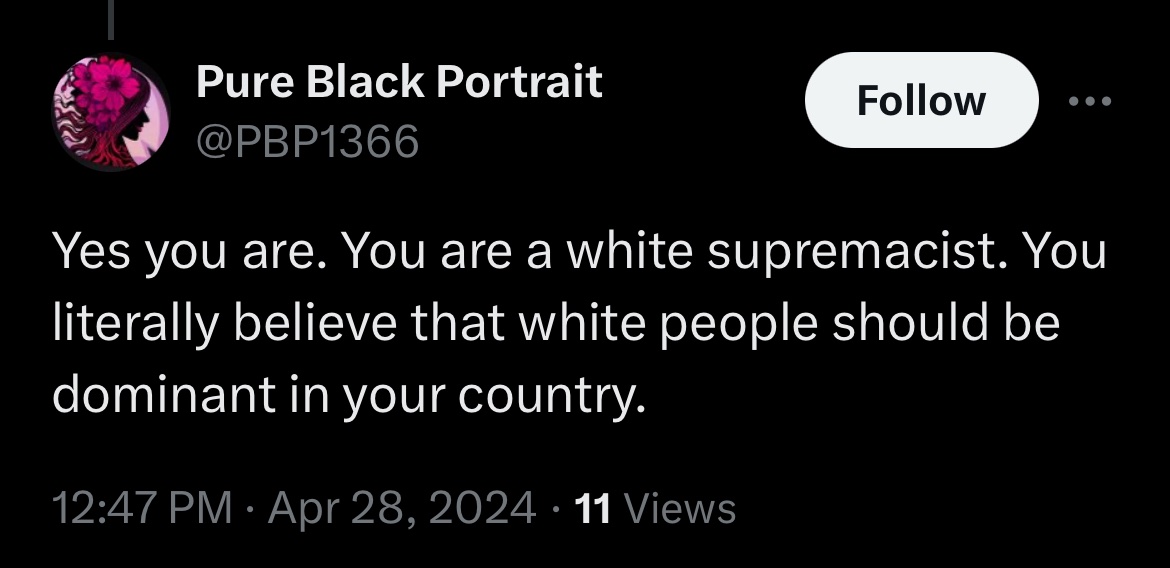 Pure Black Portrait
Follow
@PBP1366
Yes you are. You are a white supremacist. You
literally believe that white people should be
dominant in your country.
12:47 PM · Apr 28, 2024 · 11 Views